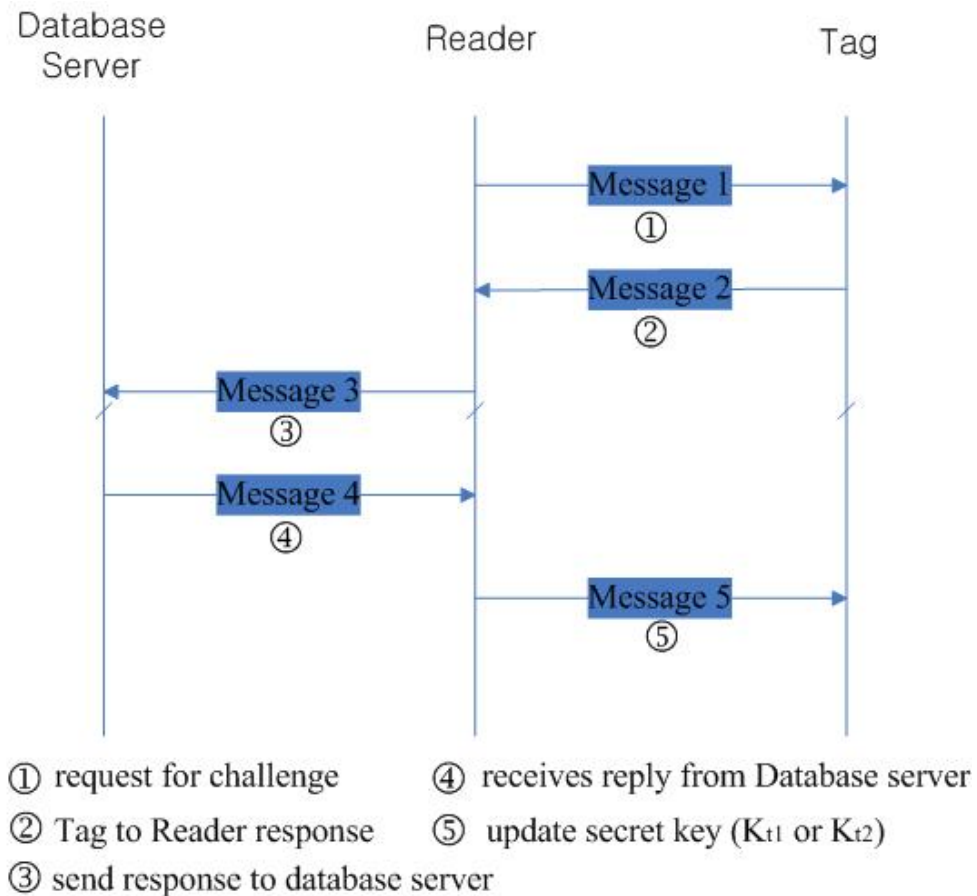 Database
Server
Reader
Tag
Message 1
①
Message 2
②
Message 3
③
Message 4
④
Message 5
⑤
① request for challenge
④ receives reply from Database server
② Tag to Reader response
⑤ update secret key (Kt1 or Kt2)
③ send response to database server